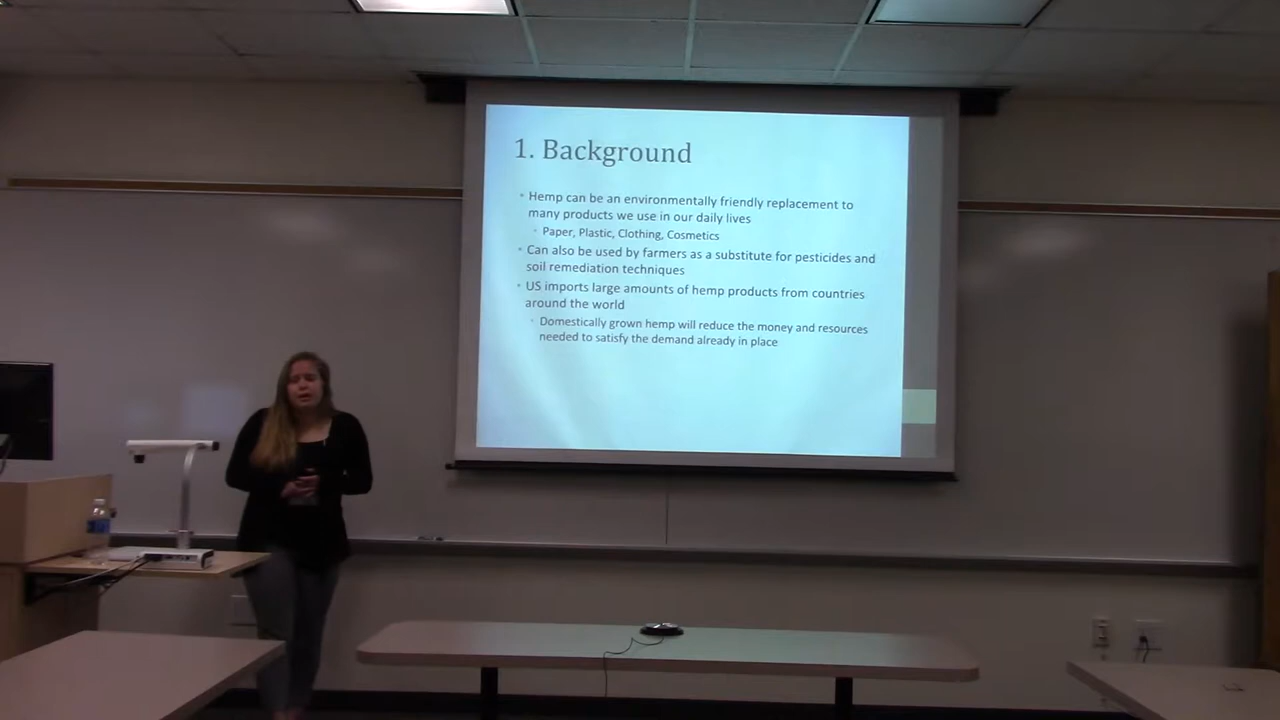 1. Background
Hemp can be an environmentally friendly replacement to
many products we use in our daily lives
Paper, Plastic, Clothing, Cosmetics
Can also be used by farmers as a substitute for pesticides and
soil remediation techniques
US imports large amounts of hemp products from countries
around the world
Domestically grown hemp will reduce the money and resources
needed to satisfy the demand already in place